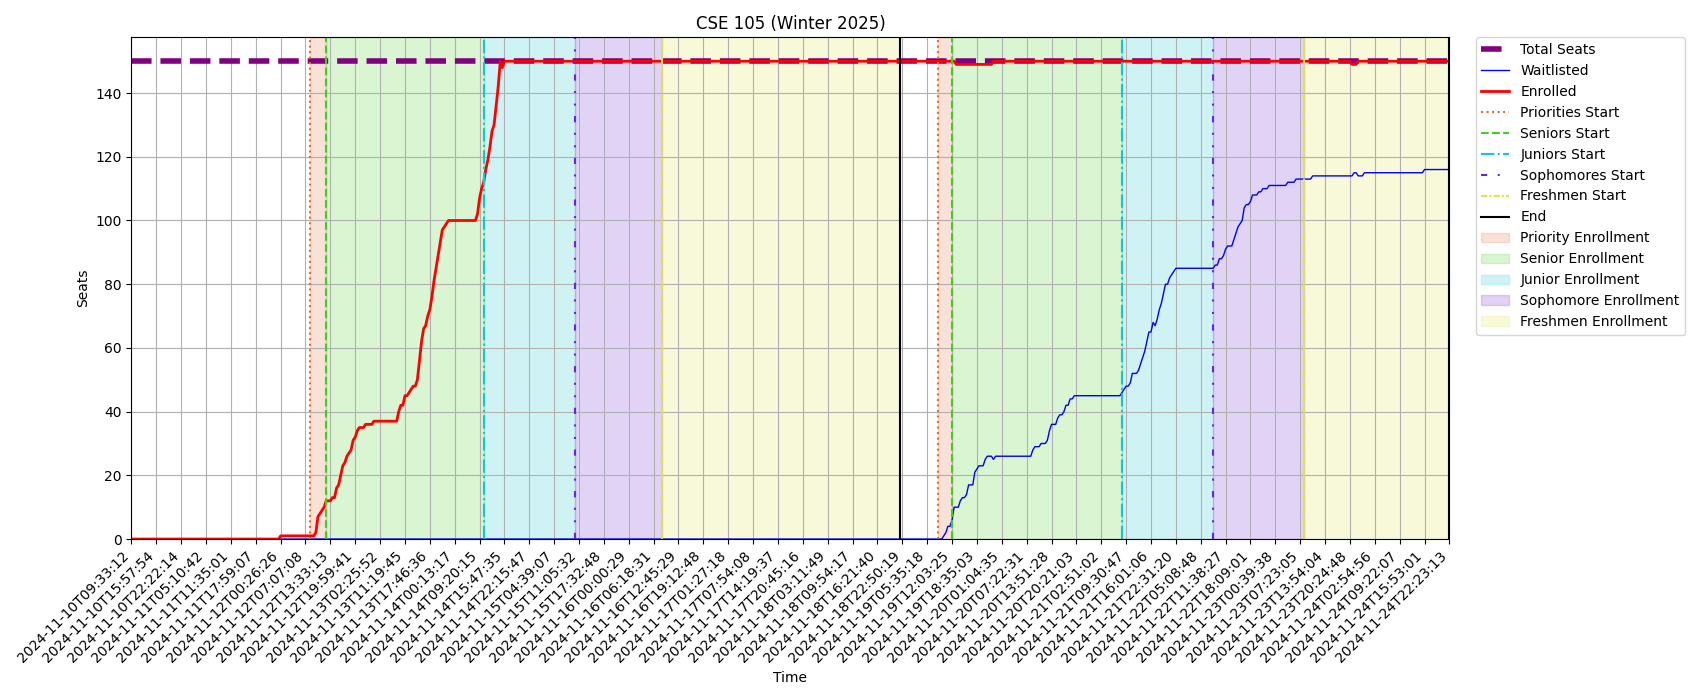 CSE 105 (Winter 2025)
Total Seats
Waitlisted
Enrolled
Priorities Start
Seniors Start
Juniors Start
Sophomores Start
Freshmen Start
End
Priority Enrollment
Senior Enrollment
Junior Enrollment
Sophomore Enrollment
Freshmen Enrollment
Seats
140
120
100
80
60
40
20
0
2024-11-10T09:33:12
2024-11-10T15:57:54
2024-11-10T22:22:14
2024-11-11T05:10:42
2024-11-11T11:35:01
2024-11-11T17:59:07
2024-11-12T00:26:26
2024-11-12T07:07:08
2024-11-12T13:33:13
2024-11-12T19:59:41
2024-11-13T03:25:52
2024-11-13T11:19:45
2024-11-13T17:46:36
2024-11-14T00:13:17
2024-11-14T09:20:15
2024-11-14T15:47:35
2024-11-14T22:15:47
2024-11-15T04:39:07
2024-11-15T11:05:32
2024-11-15T17:32:48
2024-11-16T00:00:29
2024-11-16T06:18:31
2024-11-16T12:45:29
2024-11-16T19:12:48
2024-11-17T01:27:18
2024-11-17T07:54:08
2024-11-17T14:19:37
2024-11-17T20:45:16
2024-11-18T03:11:49
2024-11-18T09:54:17
2024-11-18T16:21:40
2024-11-18T22:50:19
2024-11-19T05:35:18
2024-11-19T12:03:25
2024-11-19T18:35:03
2024-11-20T01:04:35
2024-11-20T07:22:31
2024-11-20T13:51:28
2024-11-20T20:21:03
2024-11-21T02:51:02
2024-11-21T09:30:47
2024-11-21T16:01:06
2024-11-21T22:31:20
2024-11-22T05:08:48
2024-11-22T11:38:27
2024-11-22T18:09:01
2024-11-23T00:39:38
2024-11-23T07:23:05
2024-11-23T13:54:04
2024-11-23T20:24:48
2024-11-24T02:54:56
2024-11-24T09:22:07
2024-11-24T15:53:01
2024-11-24T22:23:13
Time